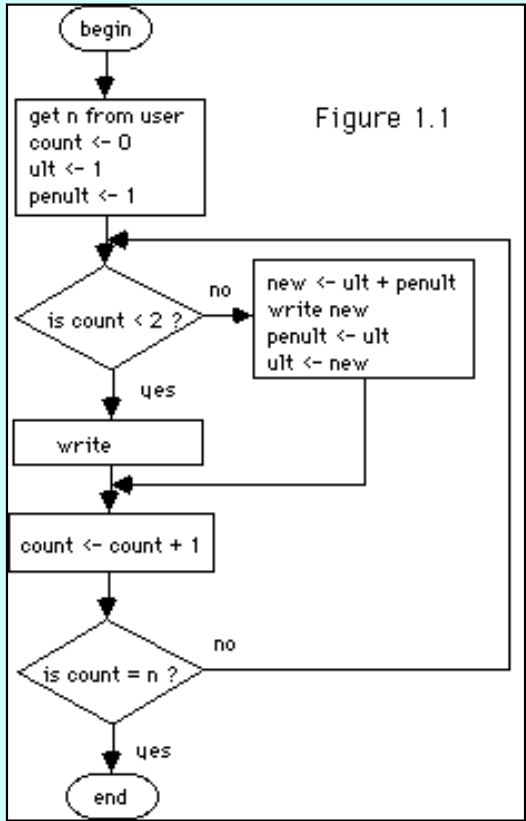 begin
get n from user
count <- 0
ult <- 1
penult <- 1
Figure 1.1
is count < 2 ?
no
new <- ult + penult
write new
penult <- ult
ult <- new
yes
write
count <- count + 1
is count = n ?
no
yes
end